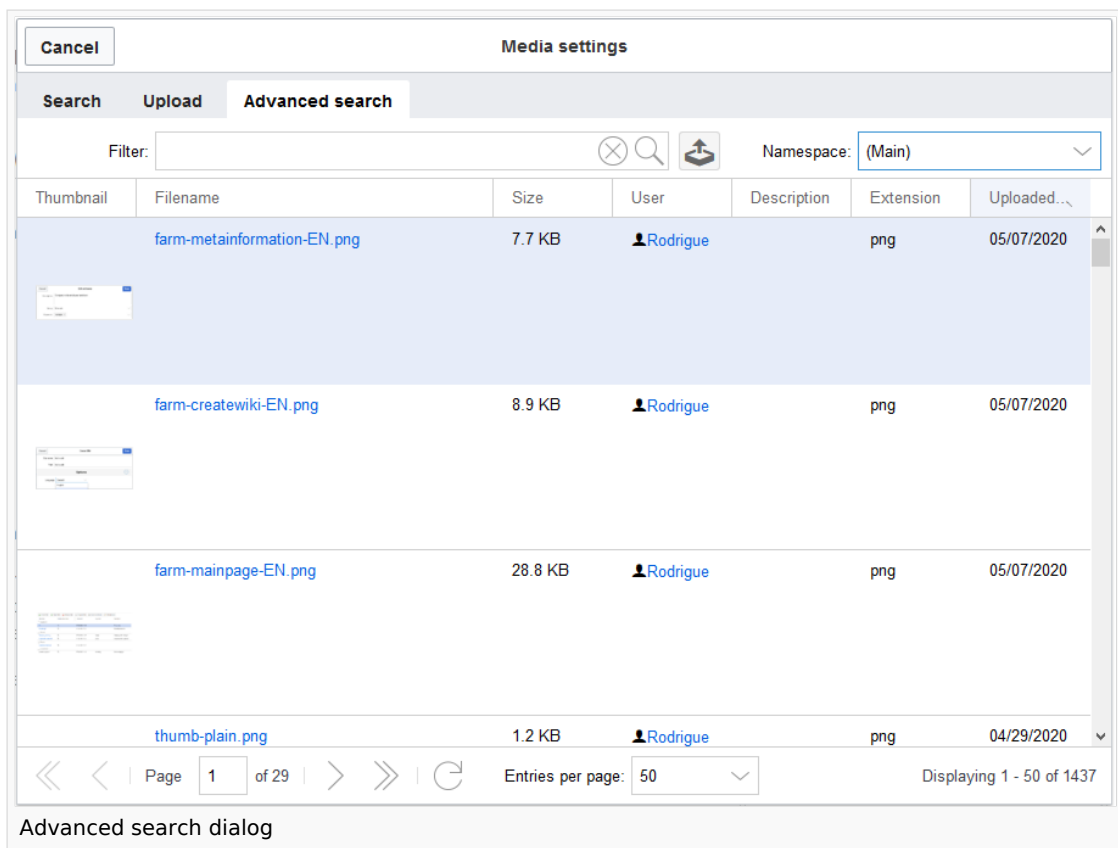 Cancel Media settings
Search Upload Advanced search
Filter: Namespace: (Main)
Thumbnail Filename Size User Description Extension Uploaded...
farm-metainformation-EN.png 7.7 KB Rodrigue png 05/07/2020
farm-createwiki-EN.png 8.9 KB Rodrigue png 05/07/2020
farm-mainpage-EN.png 28.8 KB Rodrigue png 05/07/2020
thumb-plain.png 1.2 KB Rodrigue png 04/29/2020
Page 1 of 29 Entries per page: 50 Displaying 1 - 50 of 1437
Advanced search dialog